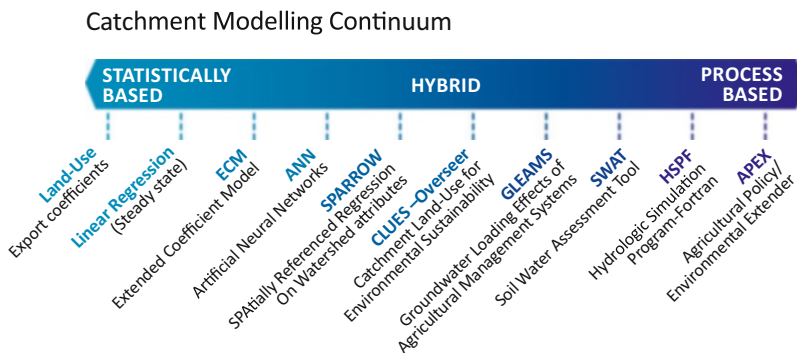 Catchment Modelling Continuum
STATISTICALLY
BASED
HYBRID
PROCESS
BASED
Land-Use
Export coefficients
Linear Regression
(Steady state)
ECM
Extended Coefficient Model
ANN
Artificial Neural Networks
SPARROW
SPAtially Referenced Regression
On Watershed attributes
CLUES –Overseer
Catchment Land-Use for
Environmental Sustainability
GLEAMS
Groundwater Loading Effects of
Agricultural Management Systems
SWAT
Soil Water Assessment Tool
HSPF
Hydrologic Simulation
Program-Fortran
APEX
Agricultural Policy/
Environmental Extender